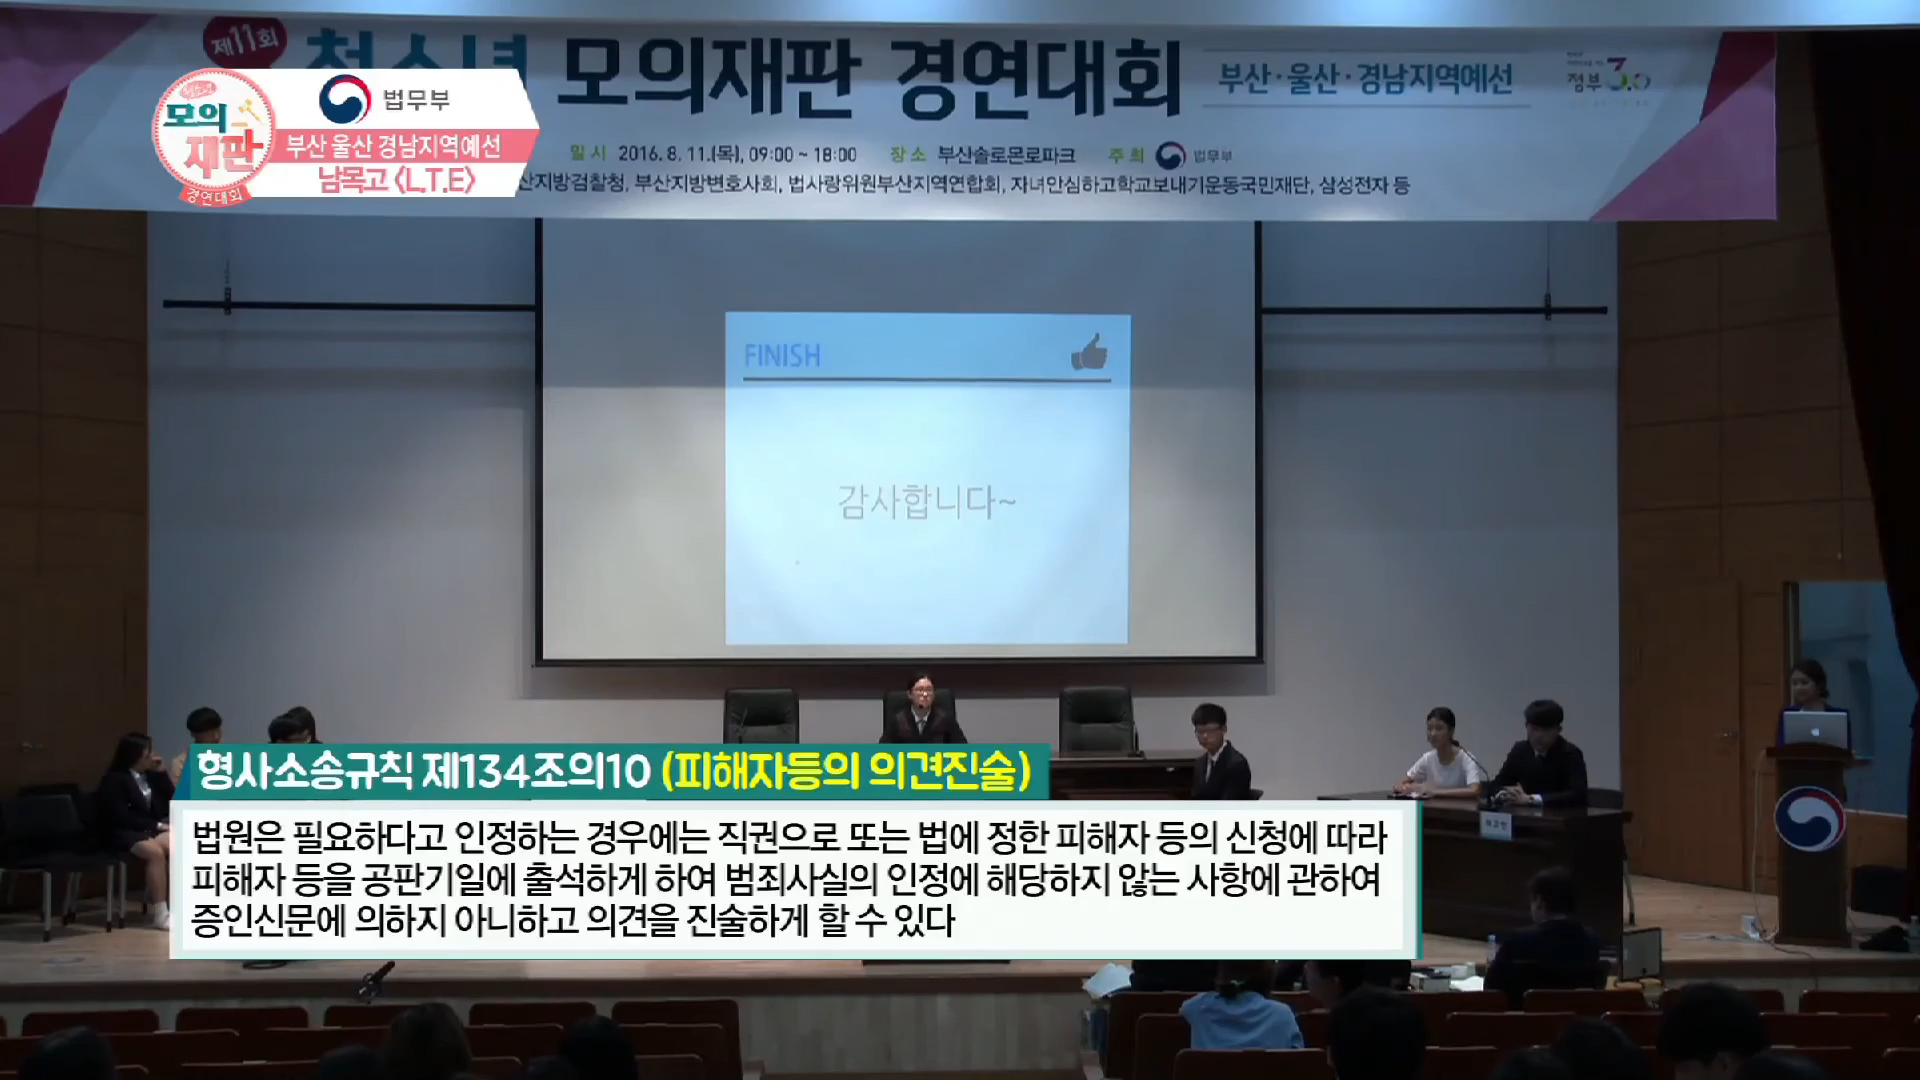 제11회
청소년 모의재판 경연대회
부산·울산·경남지역예선
정부 3.0
일시 2016. 8. 11.(목), 09:00 ~ 18:00 장소 부산솔로몬로파크 주최 법무부
산지방검찰청, 부산지방변호사회, 법사랑위원부산지역연합회, 자녀안심하고학교보내기운동국민재단, 삼성전자 등
청소년
모의
재판
경연대회
법무부
부산 울산 경남지역예선
남목고 <L.T.E>
FINISH
감사합니다~
피고인
형사소송규칙 제134조의10 (피해자등의 의견진술)
법원은 필요하다고 인정하는 경우에는 직권으로 또는 법에 정한 피해자 등의 신청에 따라
피해자 등을 공판기일에 출석하게 하여 범죄사실의 인정에 해당하지 않는 사항에 관하여
증인신문에 의하지 아니하고 의견을 진술하게 할 수 있다